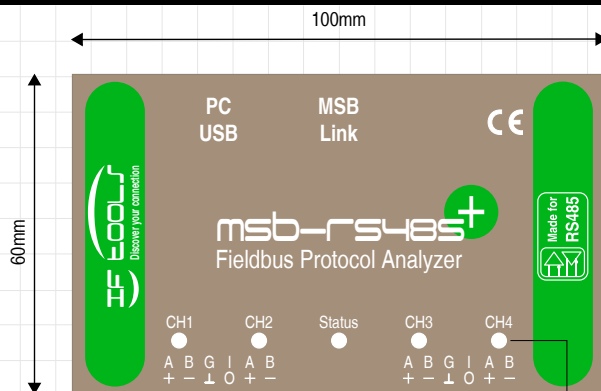 100mm
60mm
PC
USB
MSB
Link
CE
IF TOOLS
Discover your connection
msb-rs485+
Fieldbus Protocol Analyzer
Made for
RS485
CH1 CH2 Status CH3 CH4
A B G I A B A B G I A B
+ − ⊥ O + − + − ⊥ O + −